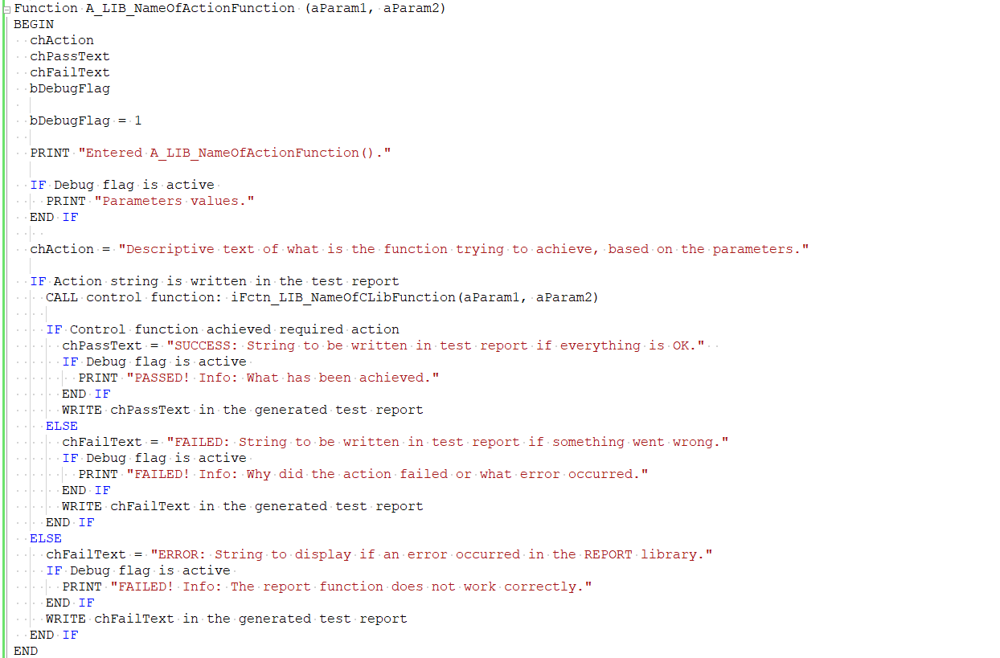 Function A_LIB_NameOfActionFunction (aParam1, aParam2)
BEGIN
chAction
chPassText
chFailText
bDebugFlag
bDebugFlag = 1
PRINT "Entered A_LIB_NameOfActionFunction()."
IF Debug flag is active
PRINT "Parameters values."
END IF
chAction = "Descriptive text of what is the function trying to achieve, based on the parameters."
IF Action string is written in the test report
CALL control function: iFctn_LIB_NameOfCLibFunction(aParam1, aParam2)
IF Control function achieved required action
chPassText = "SUCCESS: String to be written in test report if everything is OK."
IF Debug flag is active
PRINT "PASSED! Info: What has been achieved."
END IF
WRITE chPassText in the generated test report
ELSE
chFailText = "FAILED: String to be written in test report if something went wrong."
IF Debug flag is active
PRINT "FAILED! Info: Why did the action failed or what error occurred."
END IF
WRITE chFailText in the generated test report
END IF
ELSE
chFailText = "ERROR: String to display if an error occurred in the REPORT library."
IF Debug flag is active
PRINT "FAILED! Info: The report function does not work correctly."
END IF
WRITE chFailText in the generated test report
END IF
END